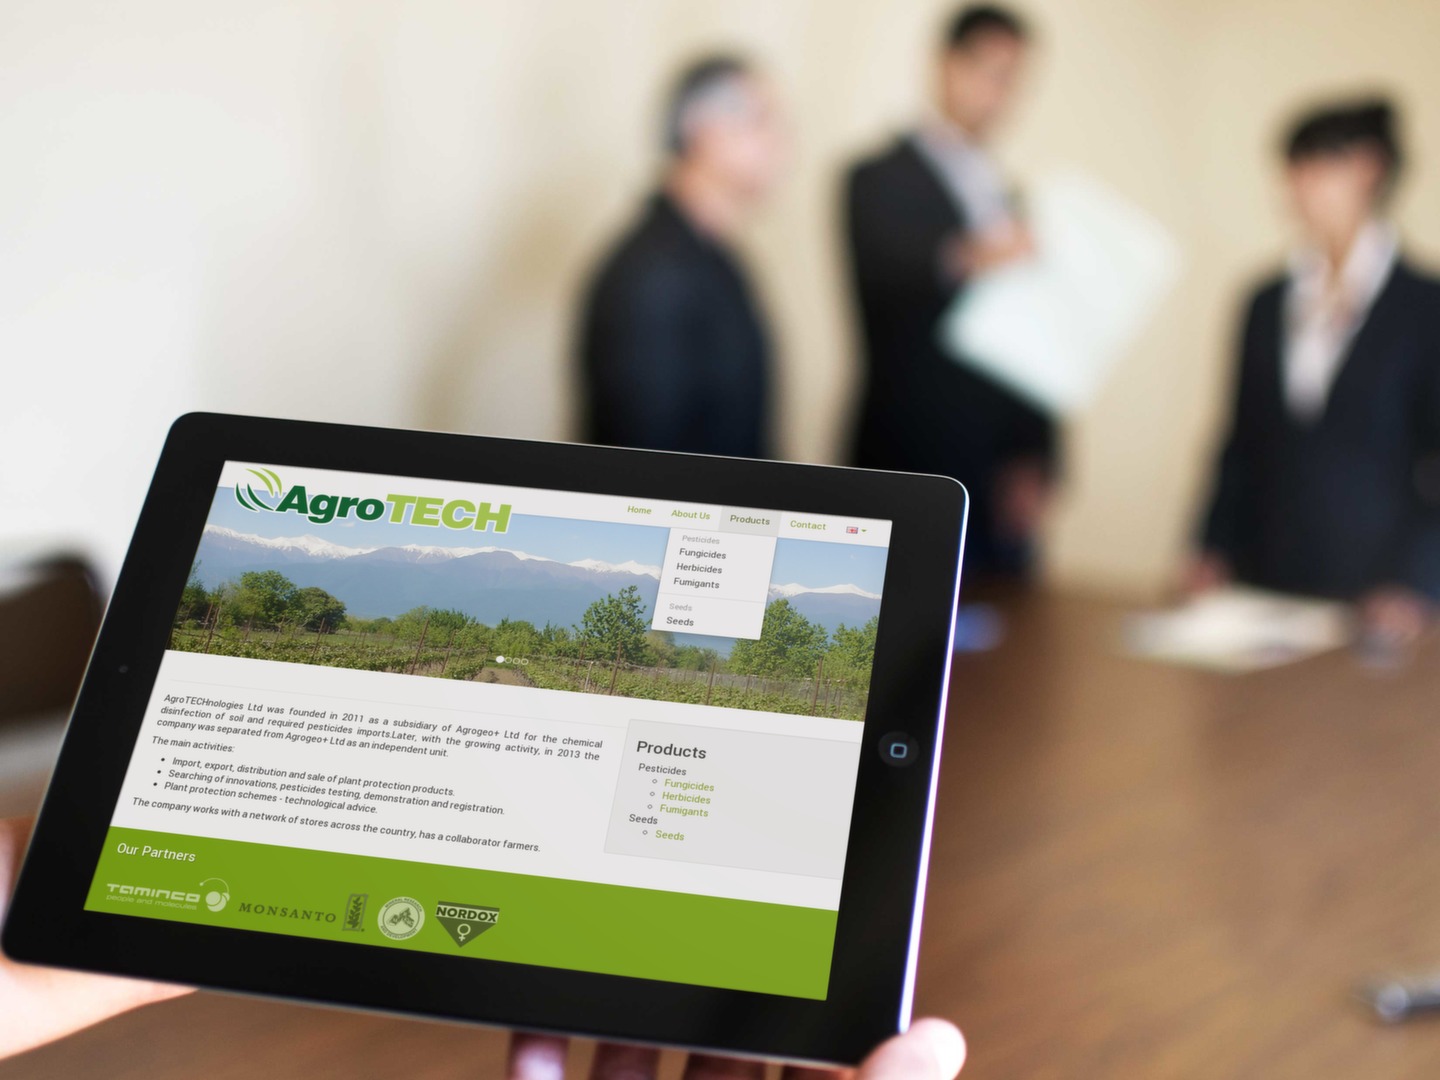 AgroTECH
Home About Us Products Contact
Pesticides
Fungicides
Herbicides
Fumigants
Seeds
Seeds
AgroTECHnologies Ltd was founded in 2011 as a subsidiary of Agrogeo+ Ltd for the chemical
disinfection of soil and required pesticides imports.Later, with the growing activity, in 2013 the
company was separated from Agrogeo+ Ltd as an independent unit.
The main activities:
Import, export, distribution and sale of plant protection products.
Searching of innovations, pesticides testing, demonstration and registration.
Plant protection schemes - technological advice.
The company works with a network of stores across the country, has a collaborator farmers.
Products
Pesticides
Fungicides
Herbicides
Fumigants
Seeds
Seeds
Our Partners
TAMINCO
people and molecules
MONSANTO
NORDOX